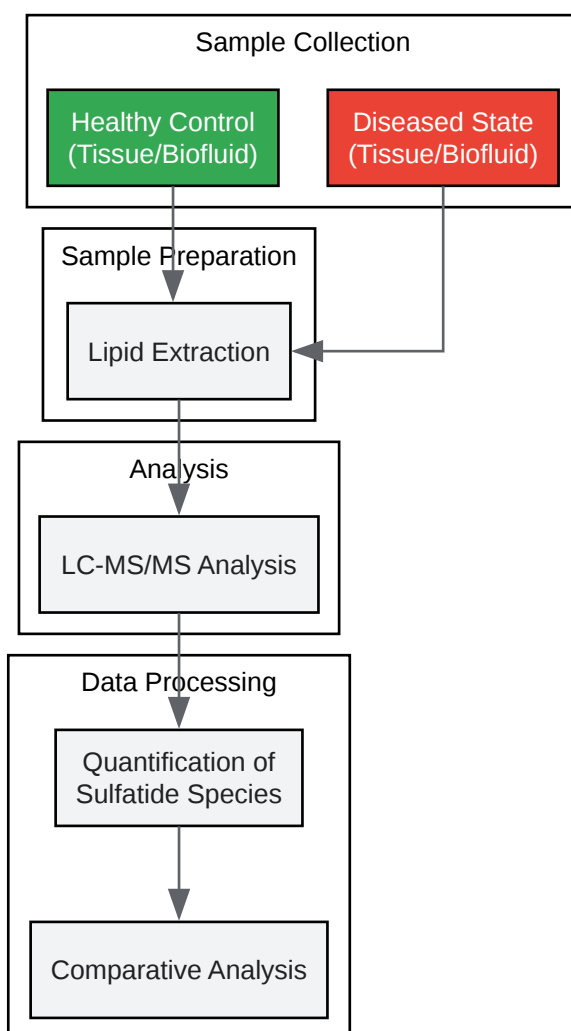 Sample Collection
Healthy Control
(Tissue/Biofluid)
Diseased State
(Tissue/Biofluid)
Sample Preparation
Lipid Extraction
Analysis
LC-MS/MS Analysis
Data Processing
Quantification of
Sulfatide Species
Comparative Analysis